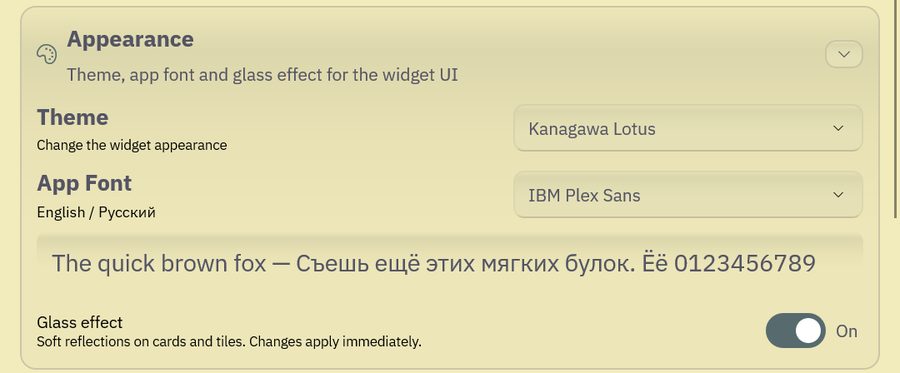 Appearance
Theme, app font and glass effect for the widget UI
Theme
Change the widget appearance
Kanagawa Lotus
App Font
English / Русский
IBM Plex Sans
The quick brown fox — Съешь ещё этих мягких булок. Ёё 0123456789
Glass effect
Soft reflections on cards and tiles. Changes apply immediately.
On